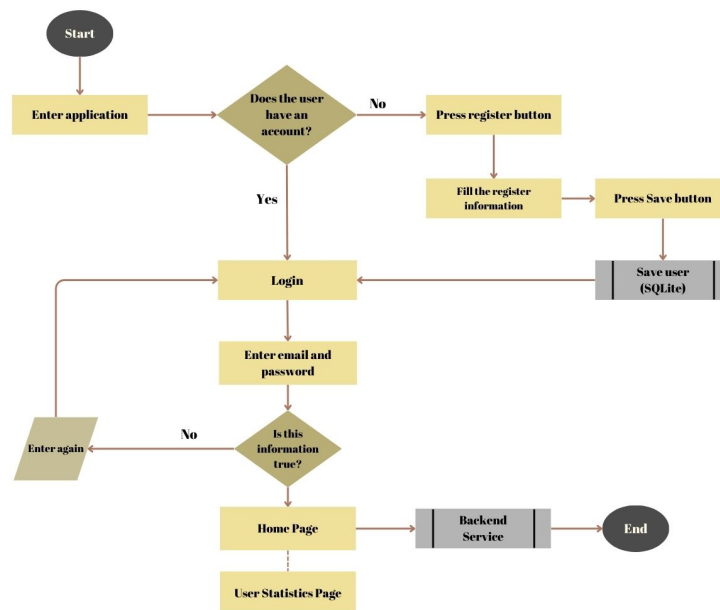 Start
Enter application
Does the user
have an
account?
No
Press register button
Fill the register
information
Press Save button
Yes
Save user
(SQLite)
Login
Enter email and
password
Is this
information
true?
No
Enter again
Home Page
Backend
Service
End
User Statistics Page